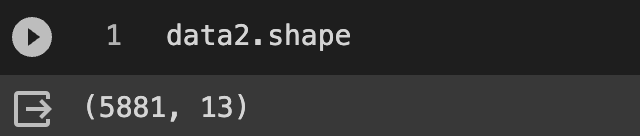 1 data2.shape
(5881, 13)